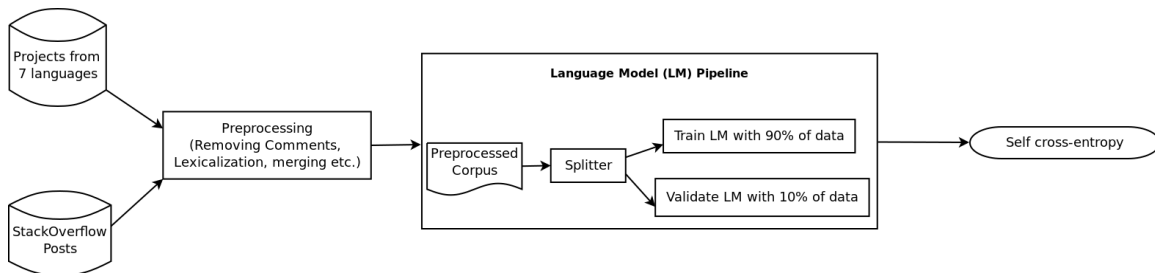 Projects from
7 languages
StackOverflow
Posts
Preprocessing
(Removing Comments,
Lexicalization, merging etc.)
Language Model (LM) Pipeline
Preprocessed
Corpus
Splitter
Train LM with 90% of data
Validate LM with 10% of data
Self cross-entropy